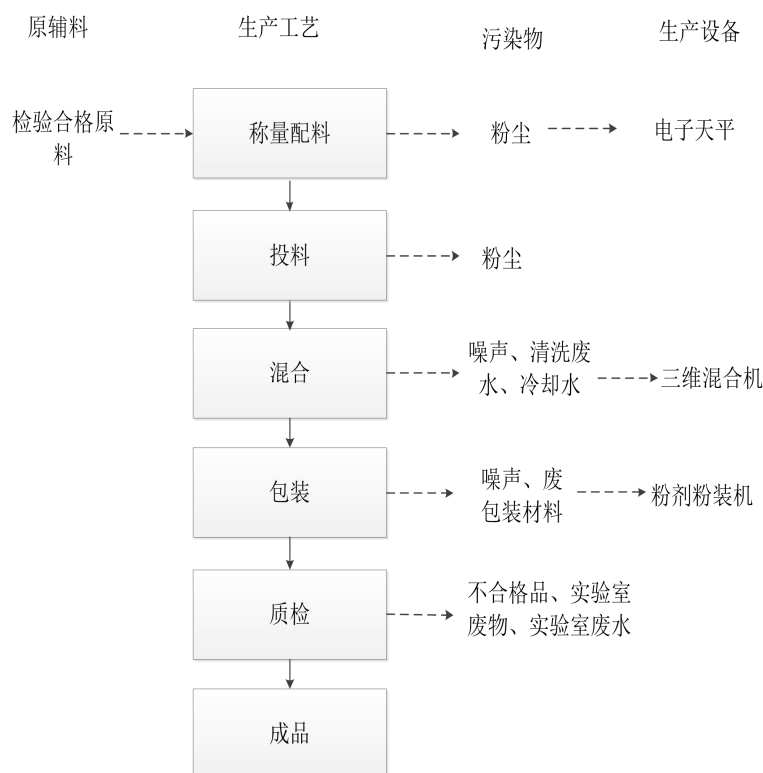 原辅料
生产工艺
污染物
生产设备
检验合格原
料
称量配料
粉尘
电子天平
投料
粉尘
混合
噪声、清洗废
水、冷却水
三维混合机
包装
噪声、废
包装材料
粉剂粉装机
质检
不合格品、实验室
废物、实验室废水
成品